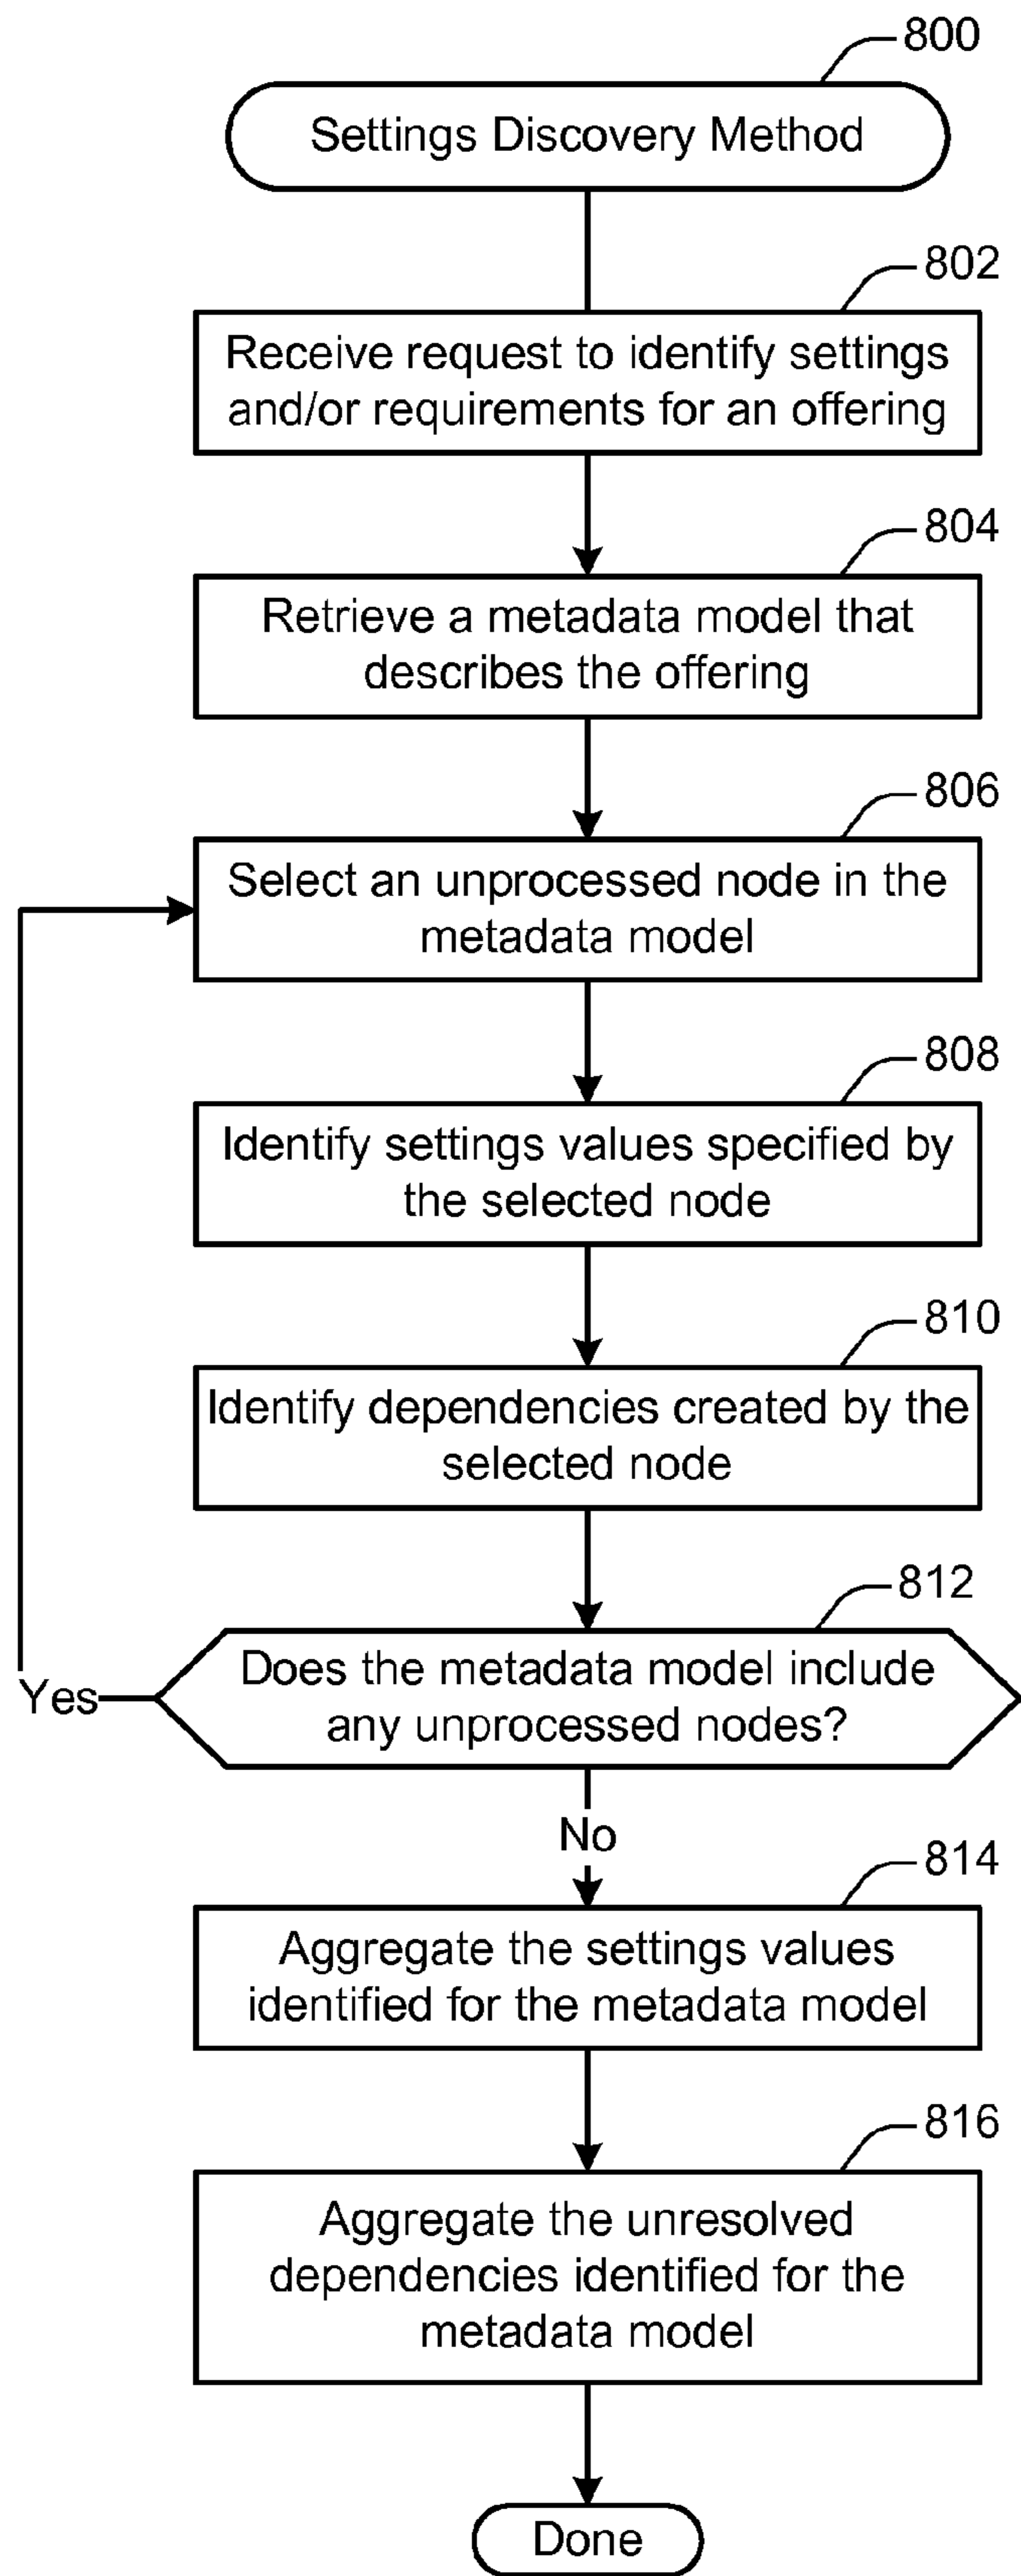 800
Settings Discovery Method
802
Receive request to identify settings
and/or requirements for an offering
804
Retrieve a metadata model that
describes the offering
806
Select an unprocessed node in the
metadata model
808
Identify settings values specified by
the selected node
810
Identify dependencies created by the
selected node
812
Does the metadata model include
any unprocessed nodes?
Yes
No
814
Aggregate the settings values
identified for the metadata model
816
Aggregate the unresolved
dependencies identified for the
metadata model
Done